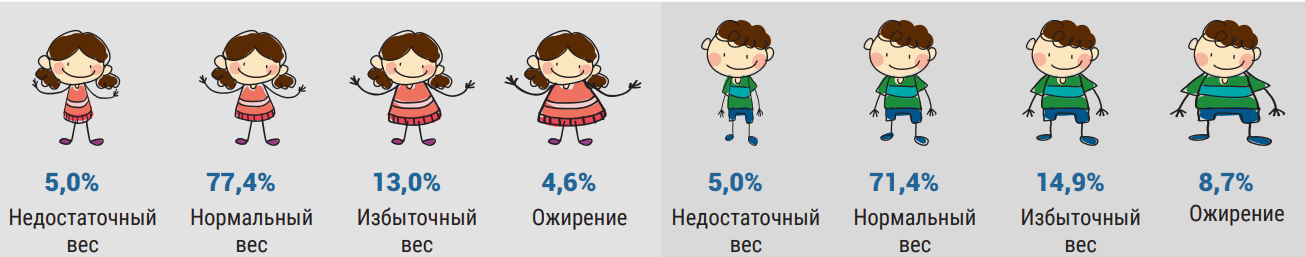 5,0%
Недостаточный
вес
77,4%
Нормальный
вес
13,0%
Избыточный
вес
4,6%
Ожирение
5,0%
Недостаточный
вес
71,4%
Нормальный
вес
14,9%
Избыточный
вес
8,7%
Ожирение